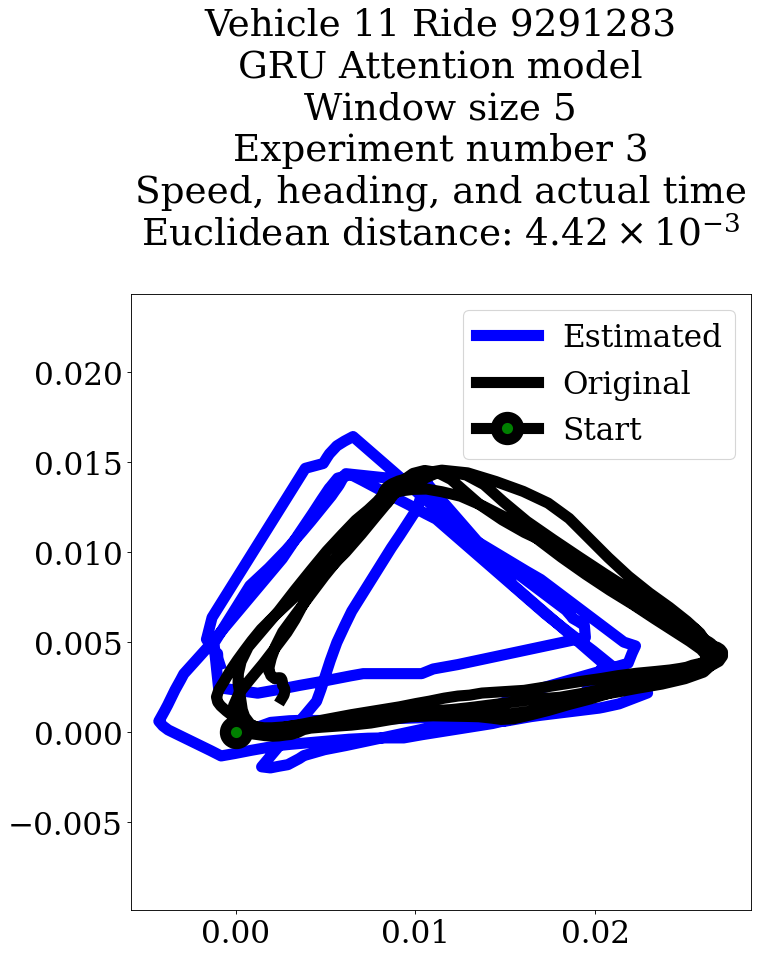 Vehicle 11 Ride 9291283
GRU Attention model
Window size 5
Experiment number 3
Speed, heading, and actual time
Euclidean distance: 4.42 × 10⁻³
Estimated
Original
Start
0.020
0.015
0.010
0.005
0.000
−0.005
0.00 0.01 0.02